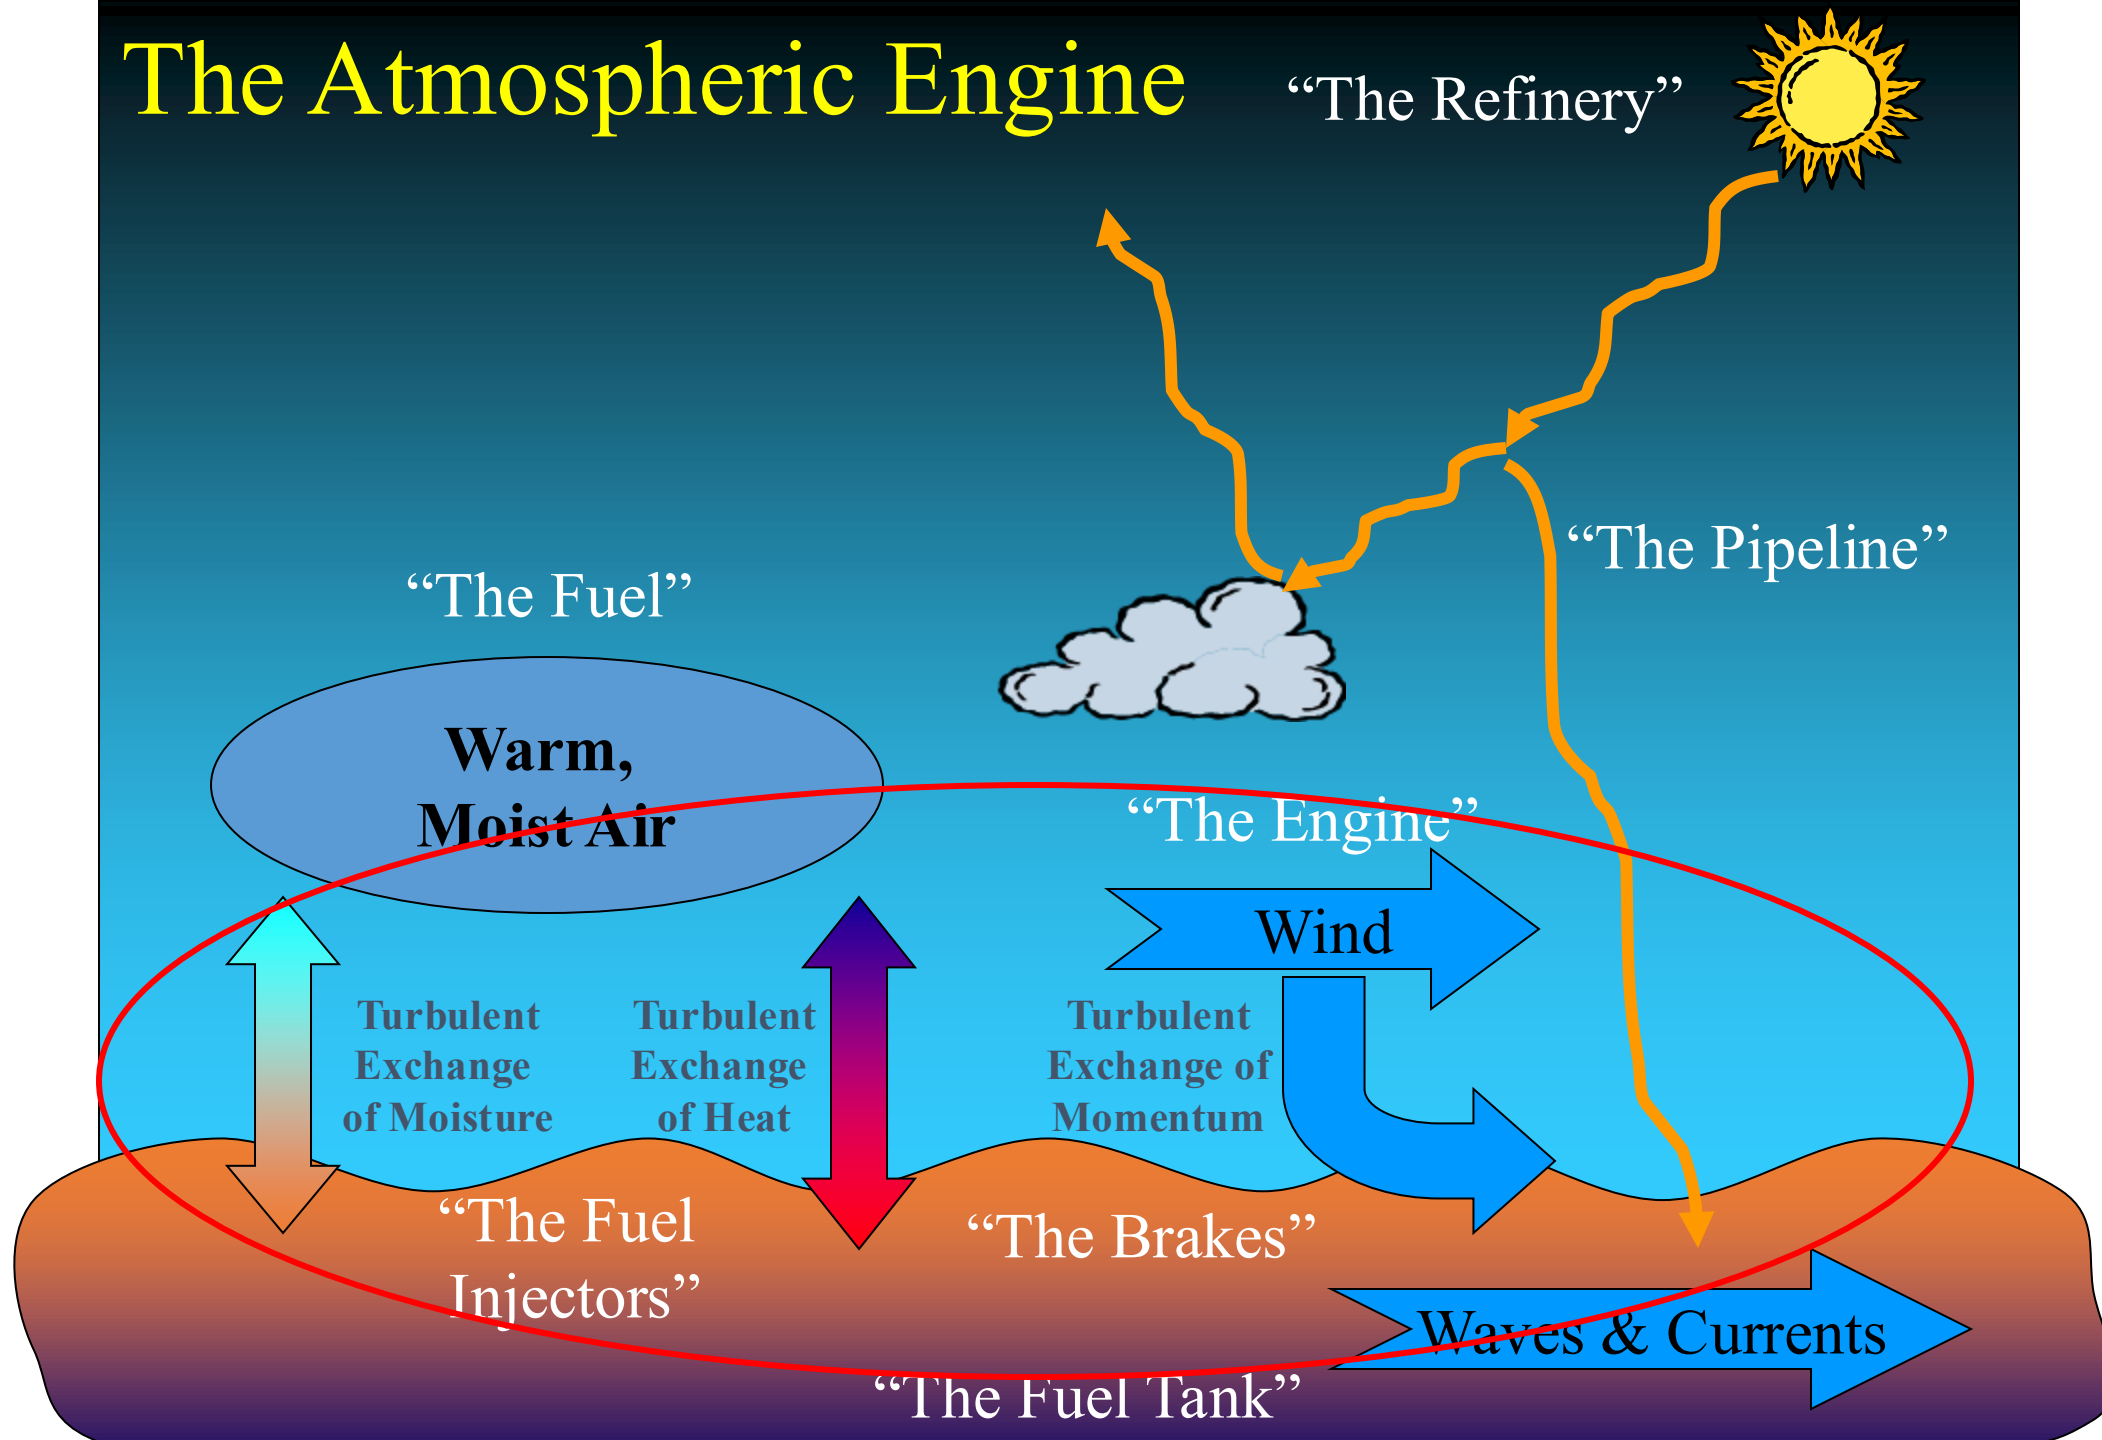 The Atmospheric Engine
“The Refinery”
“The Pipeline”
“The Fuel”
Warm,
Moist Air
“The Engine”
Wind
Turbulent
Exchange
of Moisture
Turbulent
Exchange
of Heat
Turbulent
Exchange of
Momentum
“The Fuel
Injectors”
“The Brakes”
Waves & Currents
“The Fuel Tank”